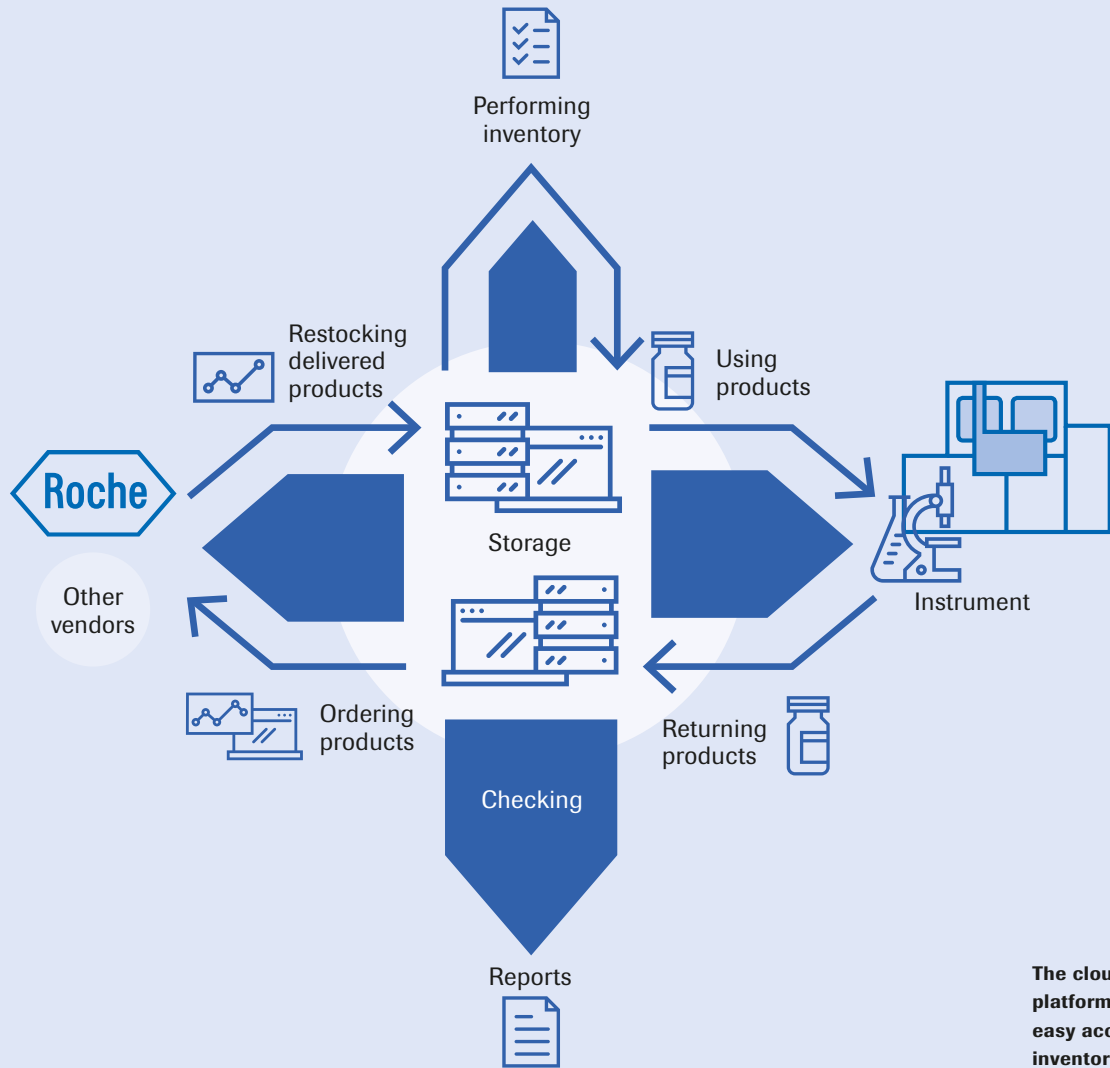 Performing
inventory
Restocking
delivered
products
Using
products
Roche
Storage
Other
vendors
Instrument
Ordering
products
Returning
products
Checking
Reports
The clou
platform
easy acc
inventor